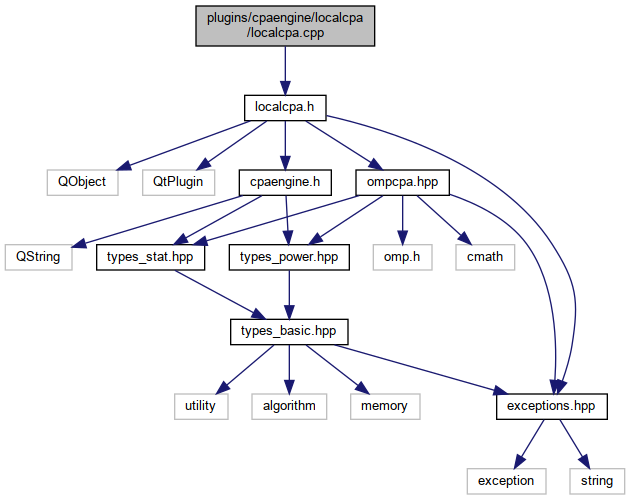 plugins/cpaengine/localcpa
/localcpa.cpp
localcpa.h
QObject
QtPlugin
cpaengine.h
ompcpa.hpp
QString
types_stat.hpp
types_power.hpp
omp.h
cmath
types_basic.hpp
utility
algorithm
memory
exceptions.hpp
exception
string